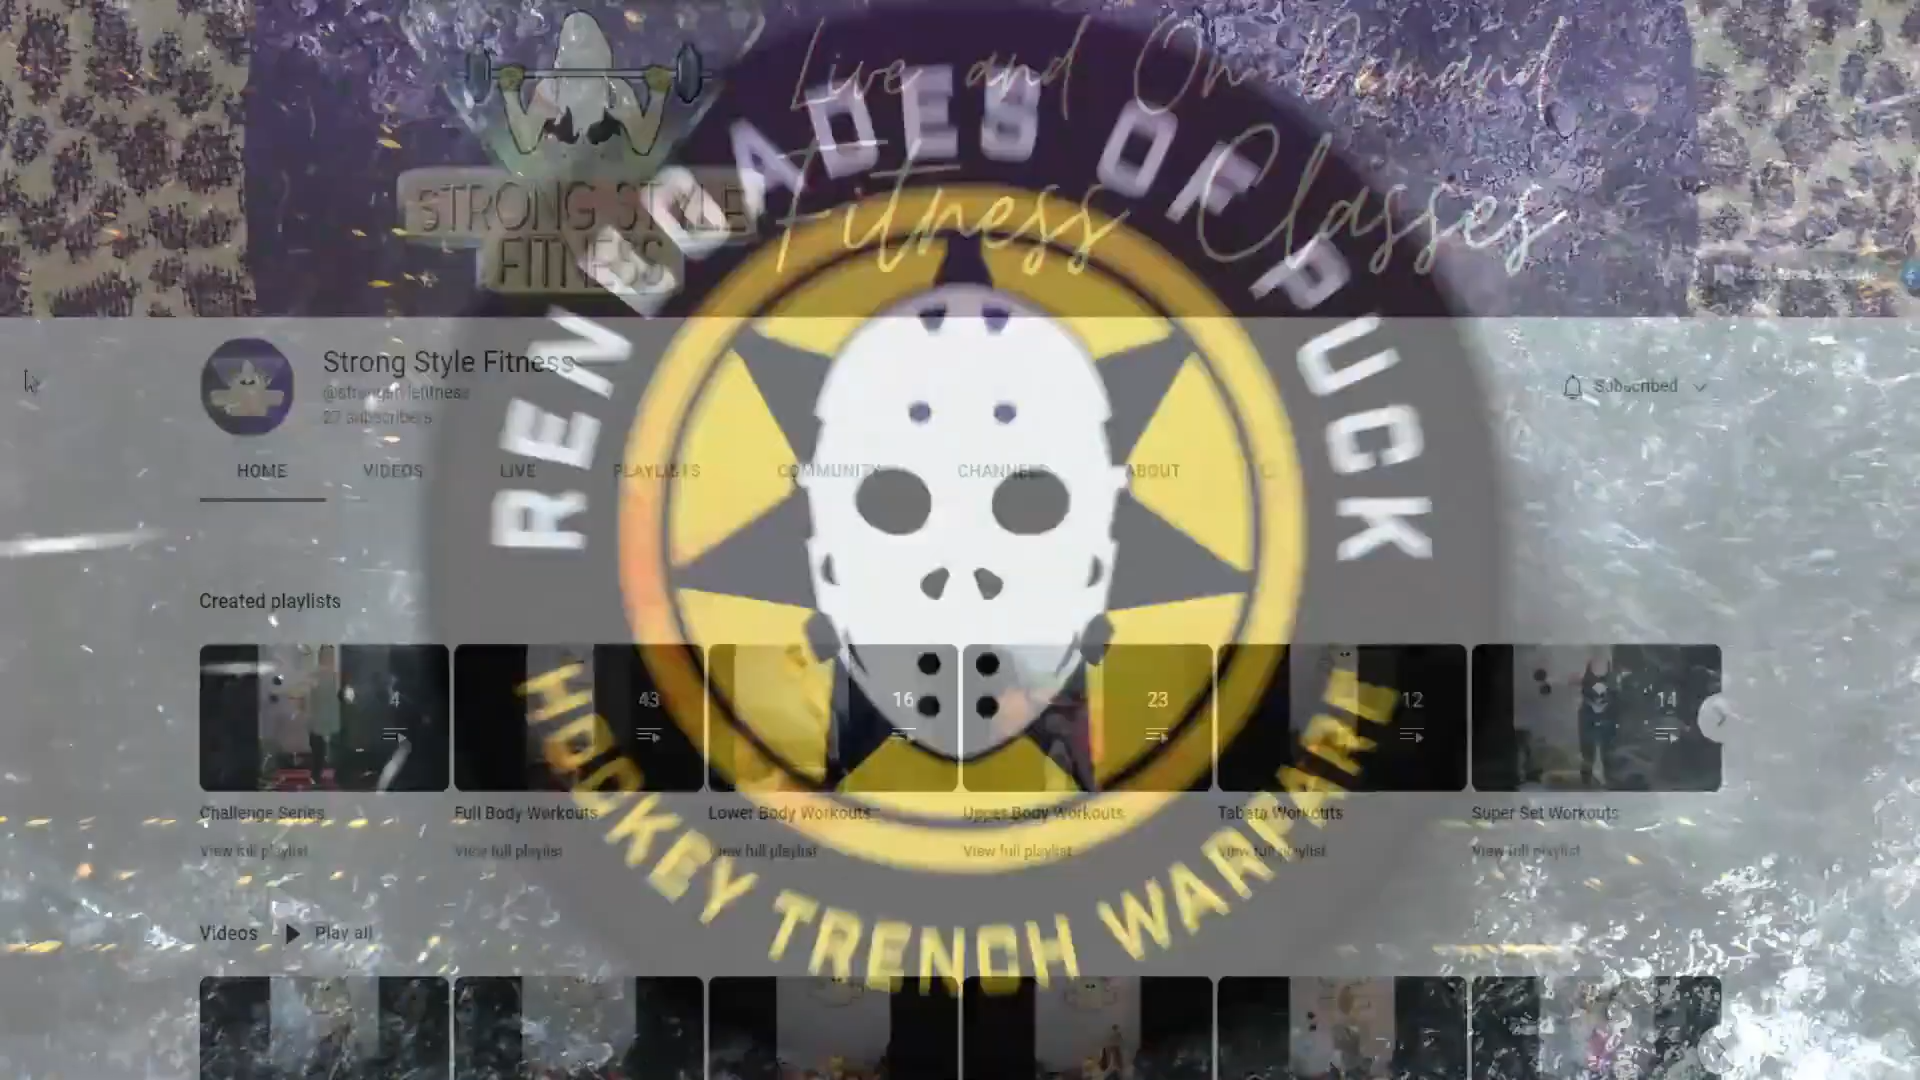 Live and On-Demand
Fitness Classes
STRONG STYLE
FITNESS
RENEGADES OF PUCK
HOCKEY TRENCH WARFARE
Strong Style Fitness
@strongstylefitness
27 subscribers
Subscribed
HOME VIDEOS LIVE PLAYLISTS COMMUNITY CHANNELS ABOUT
Created playlists
4 43 16 23 12 14
Challenge Series Full Body Workouts Lower Body Workouts Upper Body Workouts Tabata Workouts Super Set Workouts
View full playlist View full playlist View full playlist View full playlist View full playlist View full playlist
Videos Play all